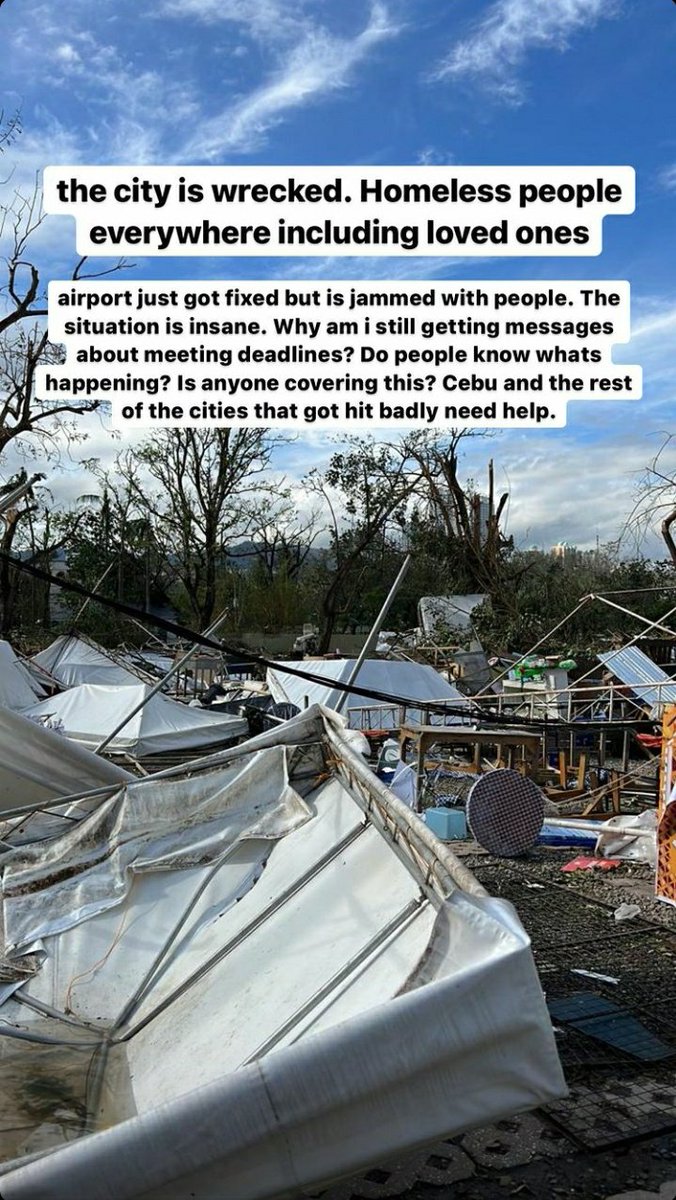 the city is wrecked. Homeless people
everywhere including loved ones
airport just got fixed but is jammed with people. The
situation is insane. Why am i still getting messages
about meeting deadlines? Do people know whats
happening? Is anyone covering this? Cebu and the rest
of the cities that got hit badly need help.